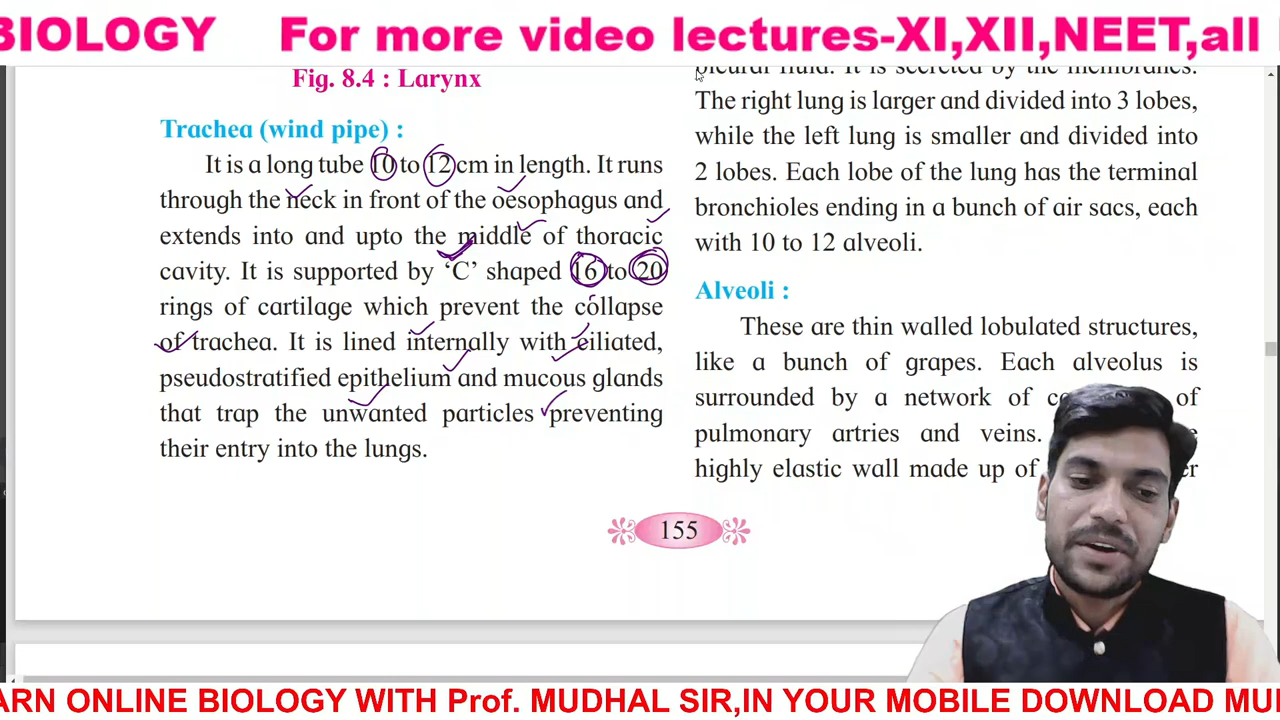 BIOLOGY For more video lectures-XI,XII,NEET,all
Fig. 8.4 : Larynx
Trachea (wind pipe) :
It is a long tube 10 to 12 cm in length. It runs
through the neck in front of the oesophagus and
extends into and upto the middle of thoracic
cavity. It is supported by ‘C’ shaped 16 to 20
rings of cartilage which prevent the collapse
of trachea. It is lined internally with ciliated,
pseudostratified epithelium and mucous glands
that trap the unwanted particles preventing
their entry into the lungs.
pleural fluid. It is secreted by the membranes.
The right lung is larger and divided into 3 lobes,
while the left lung is smaller and divided into
2 lobes. Each lobe of the lung has the terminal
bronchioles ending in a bunch of air sacs, each
with 10 to 12 alveoli.
Alveoli :
These are thin walled lobulated structures,
like a bunch of grapes. Each alveolus is
surrounded by a network of of
pulmonary artries and veins.
highly elastic wall made up of
155
ARN ONLINE BIOLOGY WITH Prof. MUDHAL SIR,IN YOUR MOBILE DOWNLOAD